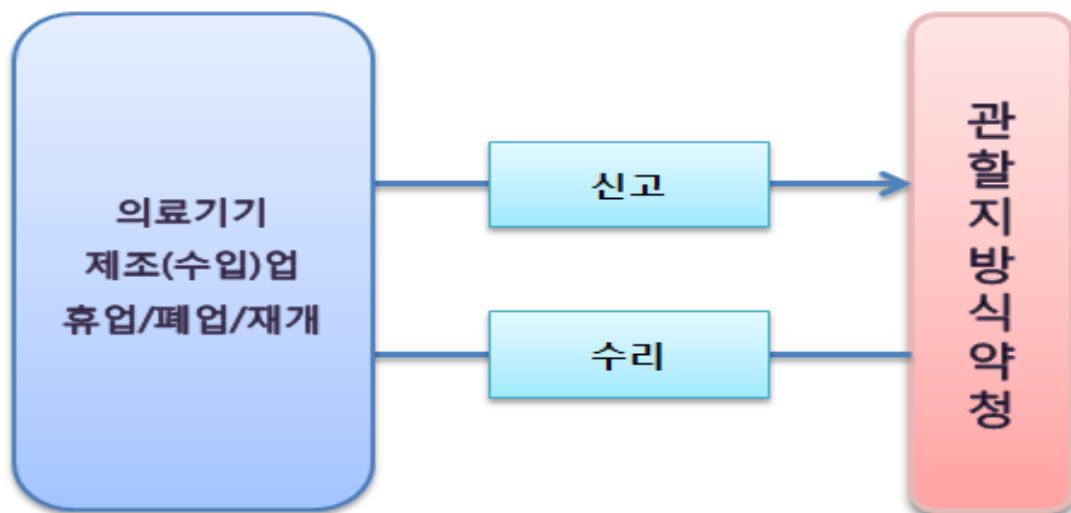 의료기기
제조(수입)업
휴업/폐업/재개
신고
수리
관할지방식약청